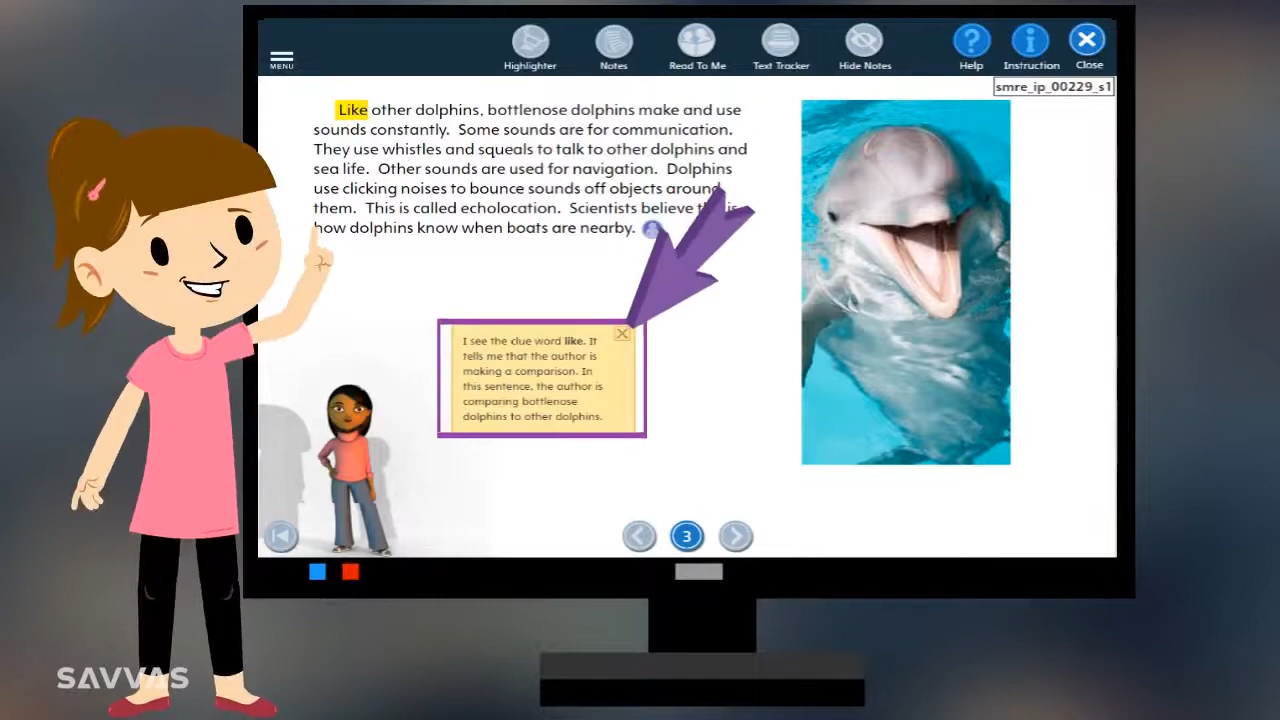 MENU
Highlighter
Notes
Read To Me
Text Tracker
Hide Notes
Help
Instruction
Close
smre_ip_00229_s1
Like other dolphins, bottlenose dolphins make and use
sounds constantly. Some sounds are for communication.
They use whistles and squeals to talk to other dolphins and
sea life. Other sounds are used for navigation. Dolphins
use clicking noises to bounce sounds off objects around
them. This is called echolocation. Scientists believe is
how dolphins know when boats are nearby.
I see the clue word like. It
tells me that the author is
making a comparison. In
this sentence, the author is
comparing bottlenose
dolphins to other dolphins.
3
SAVVAS